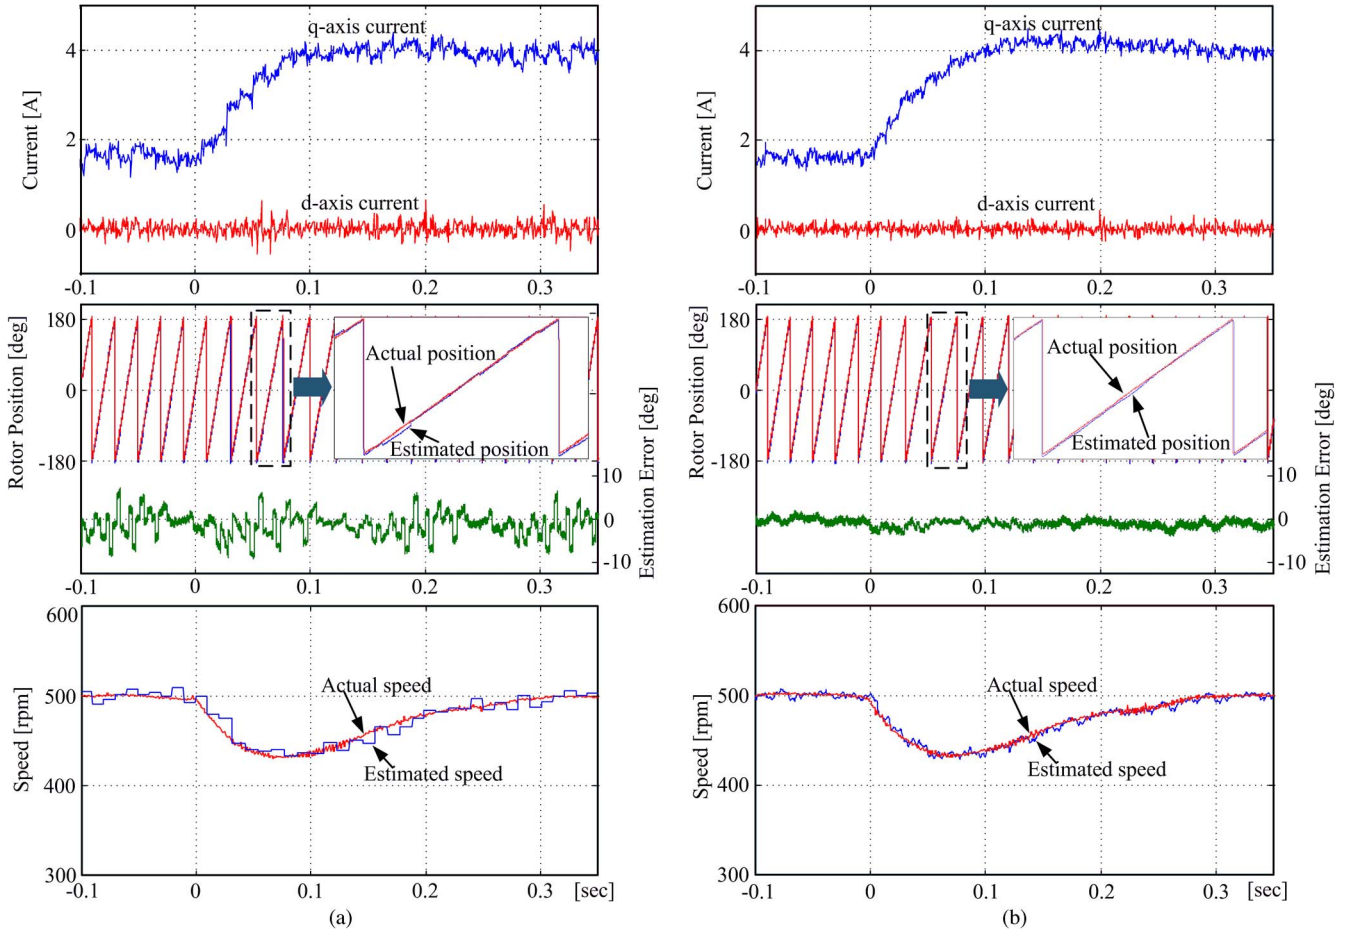 q-axis current
4
2
0
Current [A]
d-axis current
-0.1 0 0.1 0.2 0.3
180
0
-180
Rotor Position [deg]
Actual position
Estimated position
10
0
-10
Estimation Error [deg]
-0.1 0 0.1 0.2 0.3
600
500
400
300
Speed [rpm]
Actual speed
Estimated speed
-0.1 0 0.1 0.2 0.3 [sec]
(a)
q-axis current
4
2
0
Current [A]
d-axis current
-0.1 0 0.1 0.2 0.3
180
0
-180
Rotor Position [deg]
Actual position
Estimated position
10
0
-10
Estimation Error [deg]
-0.1 0 0.1 0.2 0.3
600
500
400
300
Speed [rpm]
Actual speed
Estimated speed
-0.1 0 0.1 0.2 0.3 [sec]
(b)